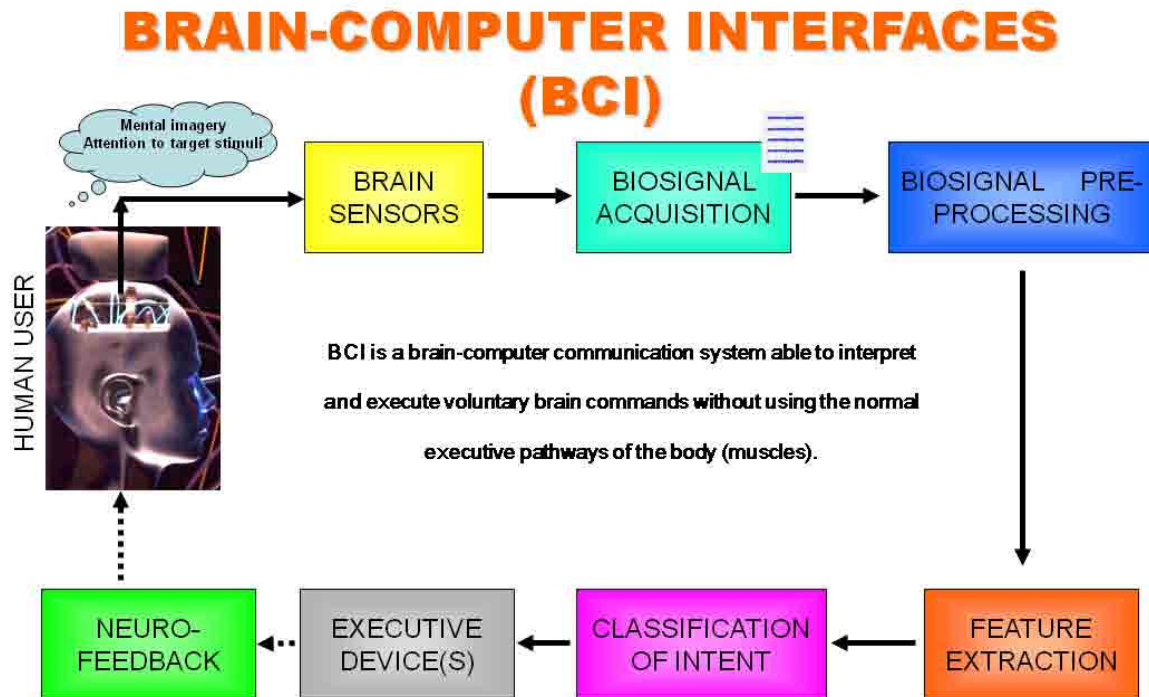 BRAIN-COMPUTER INTERFACES
(BCI)
Mental imagery
Attention to target stimuli
BRAIN
SENSORS
BIOSIGNAL
ACQUISITION
BIOSIGNAL PRE-
PROCESSING
HUMAN USER
BCI is a brain-computer communication system able to interpret
and execute voluntary brain commands without using the normal
executive pathways of the body (muscles).
NEURO-
FEEDBACK
EXECUTIVE
DEVICE(S)
CLASSIFICATION
OF INTENT
FEATURE
EXTRACTION